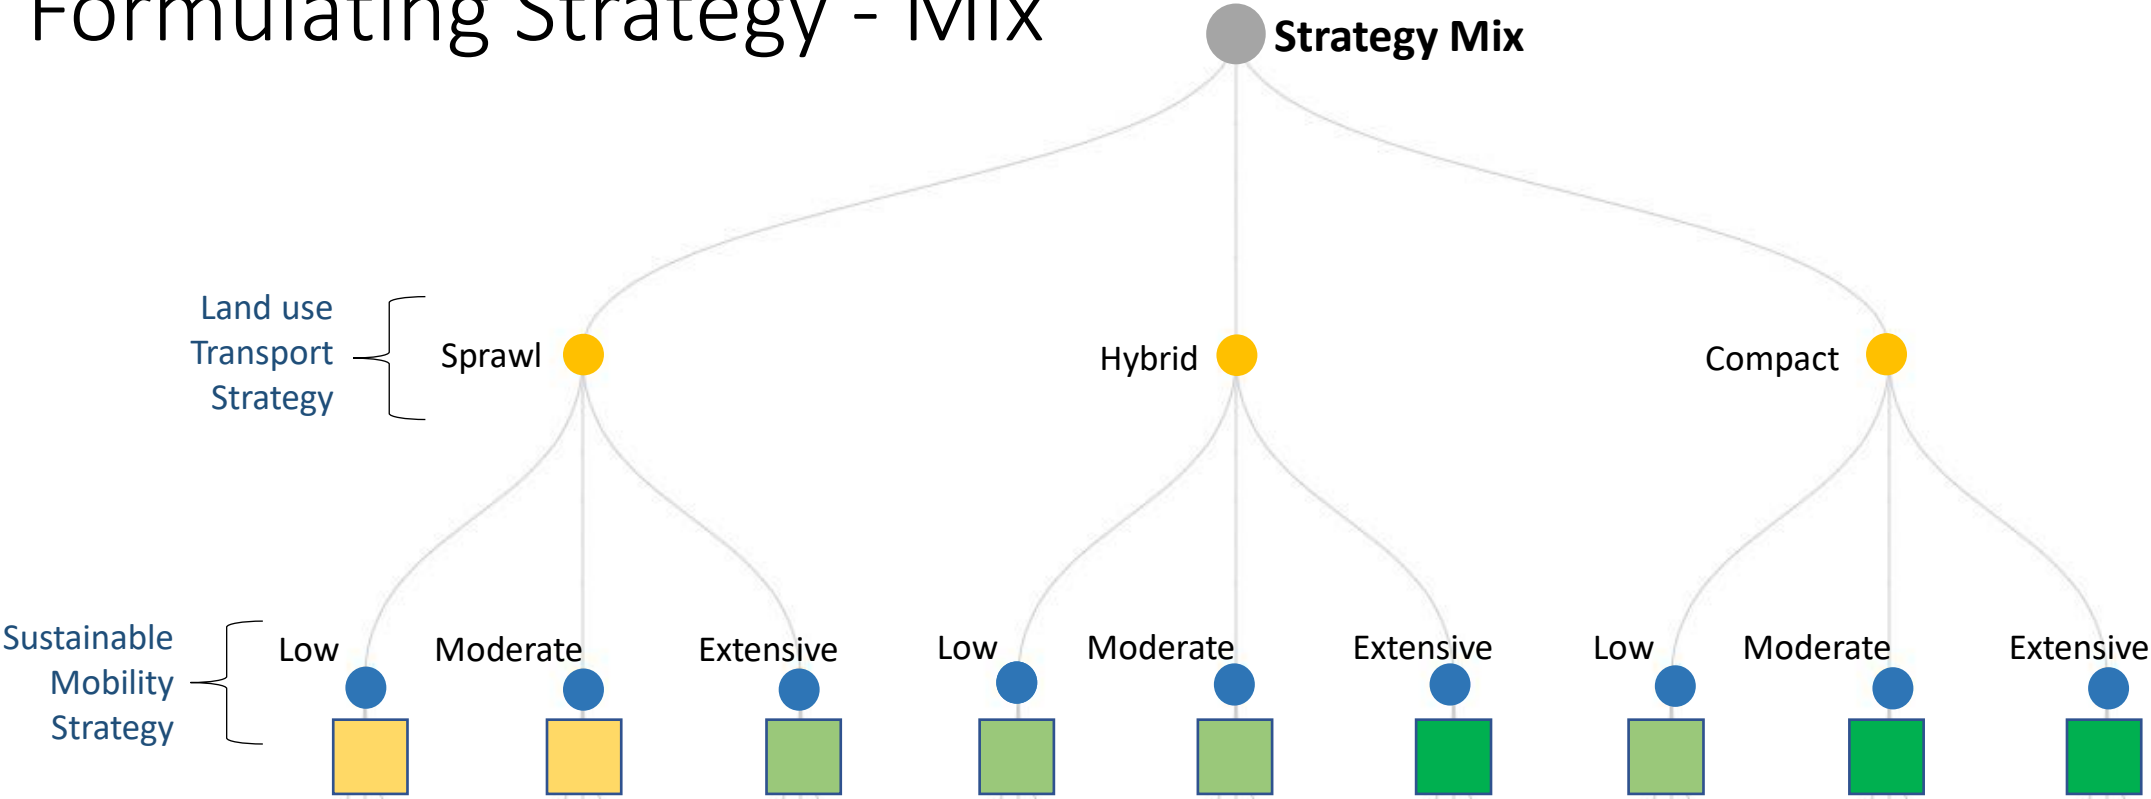 Formulating Strategy - Mix
Strategy Mix
Land use
Transport
Strategy
Sprawl
Hybrid
Compact
Sustainable
Mobility
Strategy
Low
Moderate
Extensive
Low
Moderate
Extensive
Low
Moderate
Extensive